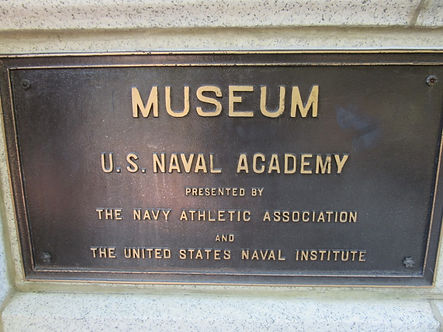 MUSEUM
U.S. NAVAL ACADEMY
PRESENTED BY
THE NAVY ATHLETIC ASSOCIATION
AND
THE UNITED STATES NAVAL INSTITUTE